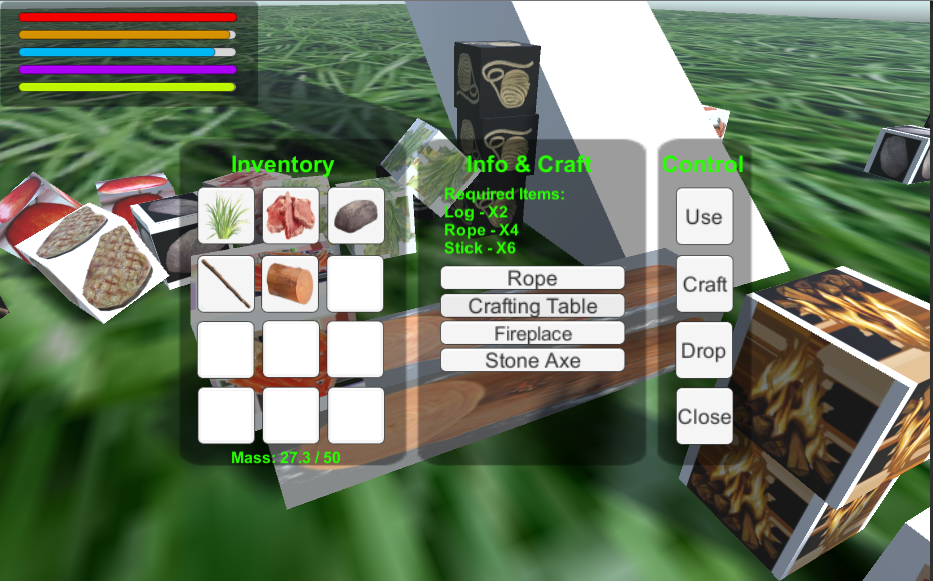 Inventory
Info & Craft
Control
Required Items:
Log - X2
Rope - X4
Stick - X6
Rope
Crafting Table
Fireplace
Stone Axe
Use
Craft
Drop
Close
Mass: 27.3 / 50